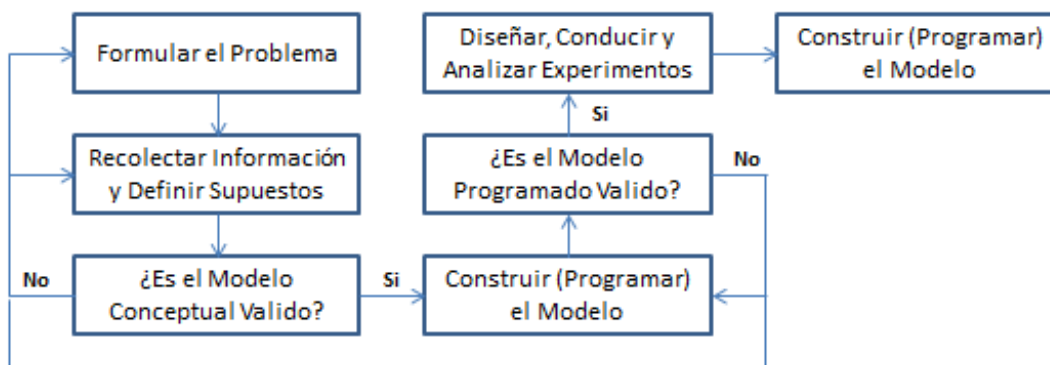 Formular el Problema
Recolectar Información
y Definir Supuestos
No
¿Es el Modelo
Conceptual Valido?
Si
Construir (Programar)
el Modelo
¿Es el Modelo
Programado Valido?
No
Si
Diseñar, Conducir y
Analizar Experimentos
Construir (Programar)
el Modelo